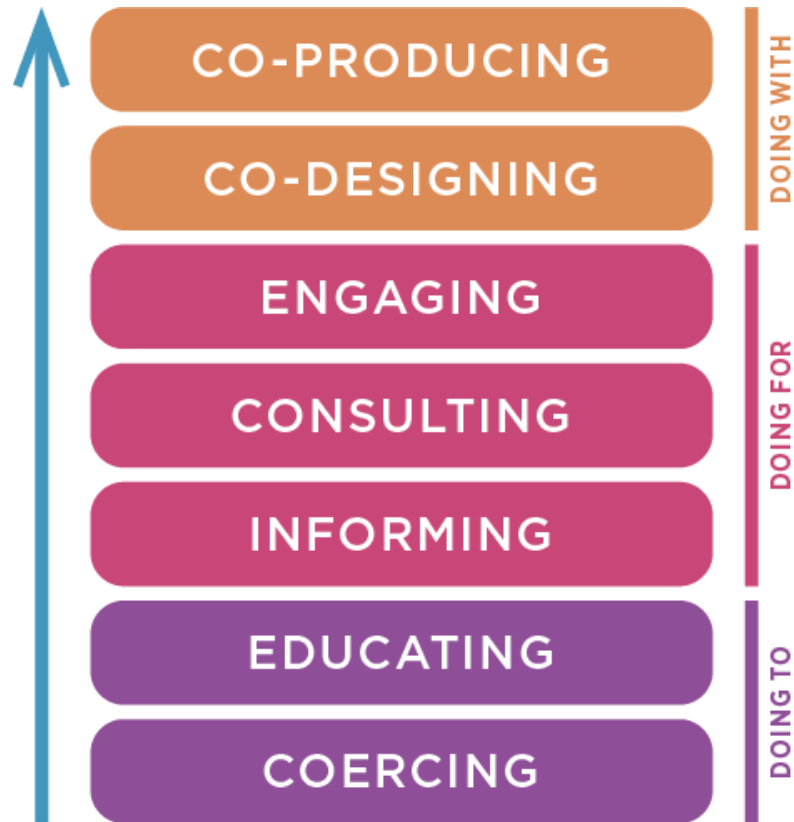 CO-PRODUCING
CO-DESIGNING
DOING WITH
ENGAGING
CONSULTING
INFORMING
DOING FOR
EDUCATING
COERCING
DOING TO